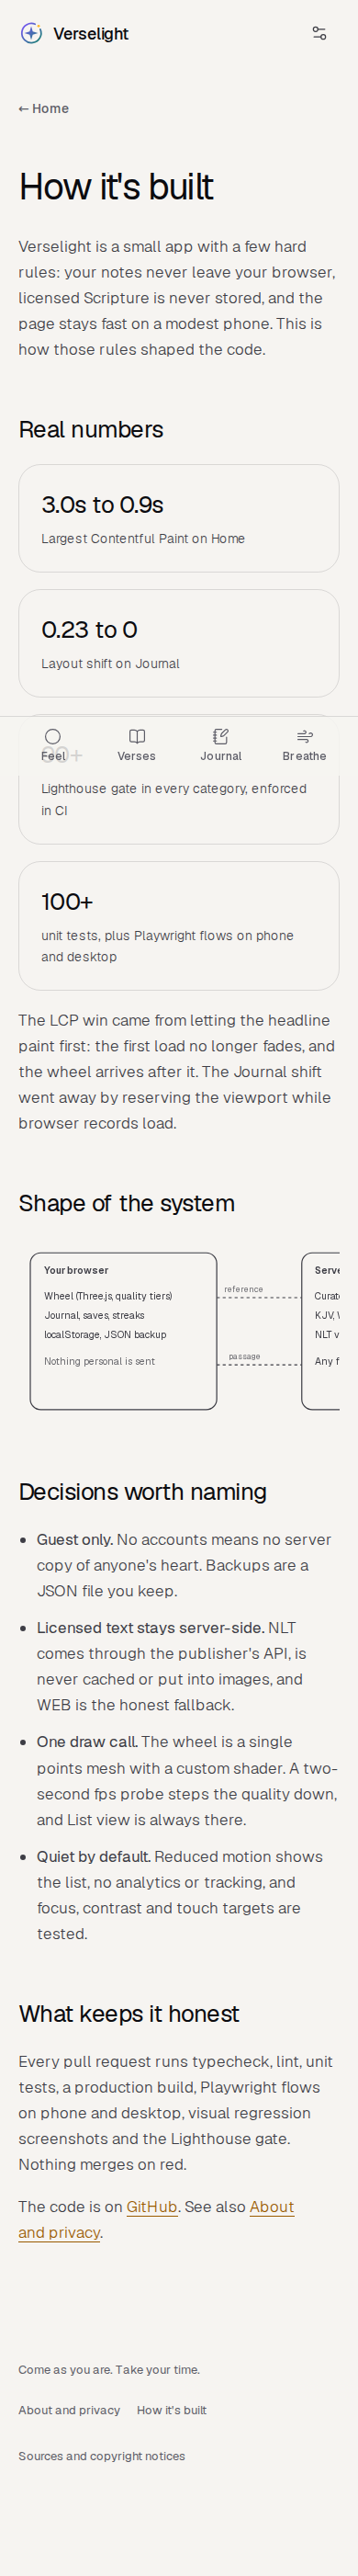 Verselight
← Home
How it's built
Verselight is a small app with a few hard
rules: your notes never leave your browser,
licensed Scripture is never stored, and the
page stays fast on a modest phone. This is
how those rules shaped the code.
Real numbers
3.0s to 0.9s
Largest Contentful Paint on Home
0.23 to 0
Layout shift on Journal
90+
Feel
Verses
Journal
Breathe
Lighthouse gate in every category, enforced
in CI
100+
unit tests, plus Playwright flows on phone
and desktop
The LCP win came from letting the headline
paint first: the first load no longer fades, and
the wheel arrives after it. The Journal shift
went away by reserving the viewport while
browser records load.
Shape of the system
Your browser
Wheel (Three.js, quality tiers)
Journal, saves, streaks
localStorage, JSON backup
Nothing personal is sent
reference
passage
Serve
Curate
KJV, W
NLT v
Any f
Decisions worth naming
Guest only. No accounts means no server
copy of anyone's heart. Backups are a
JSON file you keep.
Licensed text stays server-side. NLT
comes through the publisher's API, is
never cached or put into images, and
WEB is the honest fallback.
One draw call. The wheel is a single
points mesh with a custom shader. A two-
second fps probe steps the quality down,
and List view is always there.
Quiet by default. Reduced motion shows
the list, no analytics or tracking, and
focus, contrast and touch targets are
tested.
What keeps it honest
Every pull request runs typecheck, lint, unit
tests, a production build, Playwright flows
on phone and desktop, visual regression
screenshots and the Lighthouse gate.
Nothing merges on red.
The code is on GitHub. See also About
and privacy.
Come as you are. Take your time.
About and privacy How it's built
Sources and copyright notices